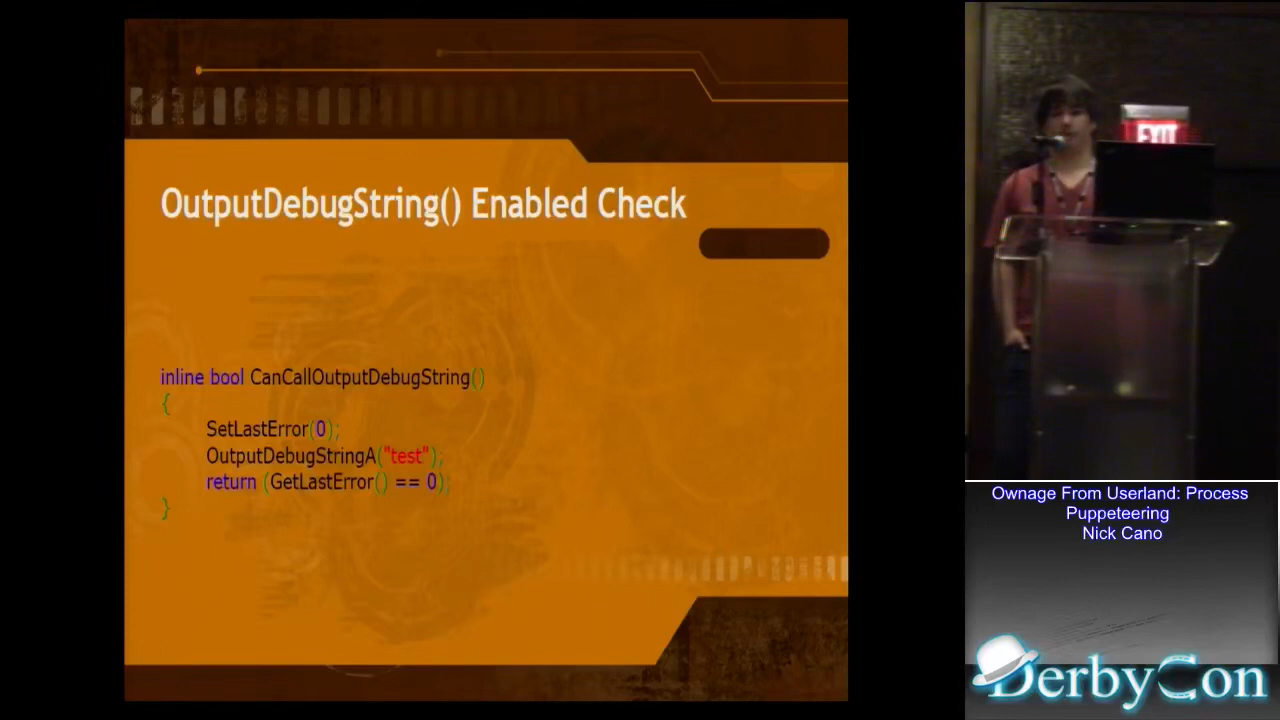 OutputDebugString() Enabled Check
inline bool CanCallOutputDebugString()
{
SetLastError(0);
OutputDebugStringA("test");
return (GetLastError() == 0);
}
EXIT
Ownage From Userland: Process
Puppeteering
Nick Cano
DerbyCon